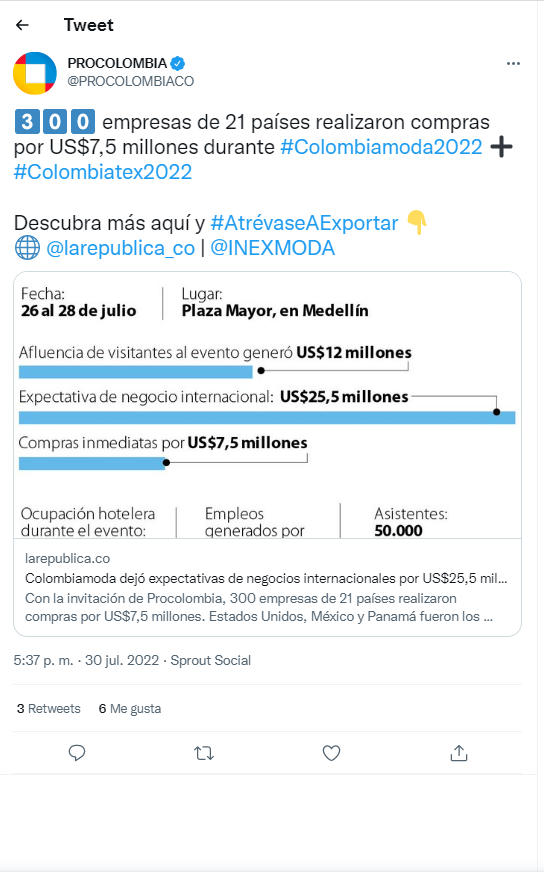 Tweet
PROCOLOMBIA
@PROCOLOMBIACO
300 empresas de 21 países realizaron compras
por US$7,5 millones durante #Colombiamoda2022 ➕
#Colombiatex2022
Descubra más aquí y #AtrévaseAExportar 👇
🌐 @larepublica_co | @INEXMODA
Fecha:
26 al 28 de julio
Lugar:
Plaza Mayor, en Medellín
Afluencia de visitantes al evento generó US$12 millones
Expectativa de negocio internacional: US$25,5 millones
Compras inmediatas por US$7,5 millones
Ocupación hotelera
durante el evento:
Empleos
generados por
Asistentes:
50.000
larepublica.co
Colombiamoda dejó expectativas de negocios internacionales por US$25,5 mil...
Con la invitación de Procolombia, 300 empresas de 21 países realizaron
compras por US$7,5 millones. Estados Unidos, México y Panamá fueron los ...
5:37 p. m. · 30 jul. 2022 · Sprout Social
3 Retweets 6 Me gusta